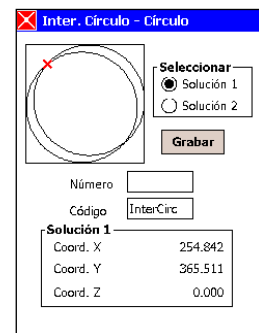 Inter. Círculo - Círculo
Seleccionar
Solución 1
Solución 2
Grabar
Número
Código InterCirc
Solución 1
Coord. X 254.842
Coord. Y 365.511
Coord. Z 0.000